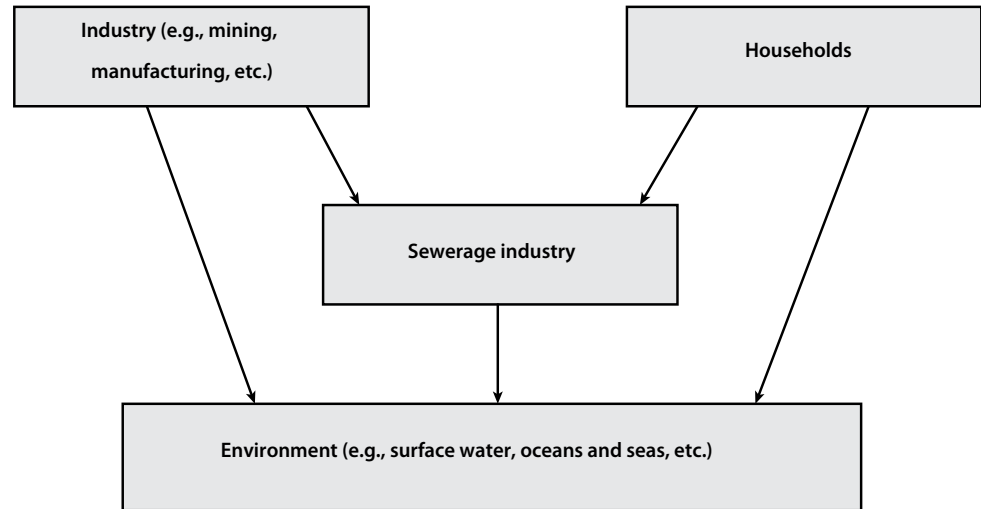 Industry (e.g., mining,
manufacturing, etc.)
Households
Sewerage industry
Environment (e.g., surface water, oceans and seas, etc.)